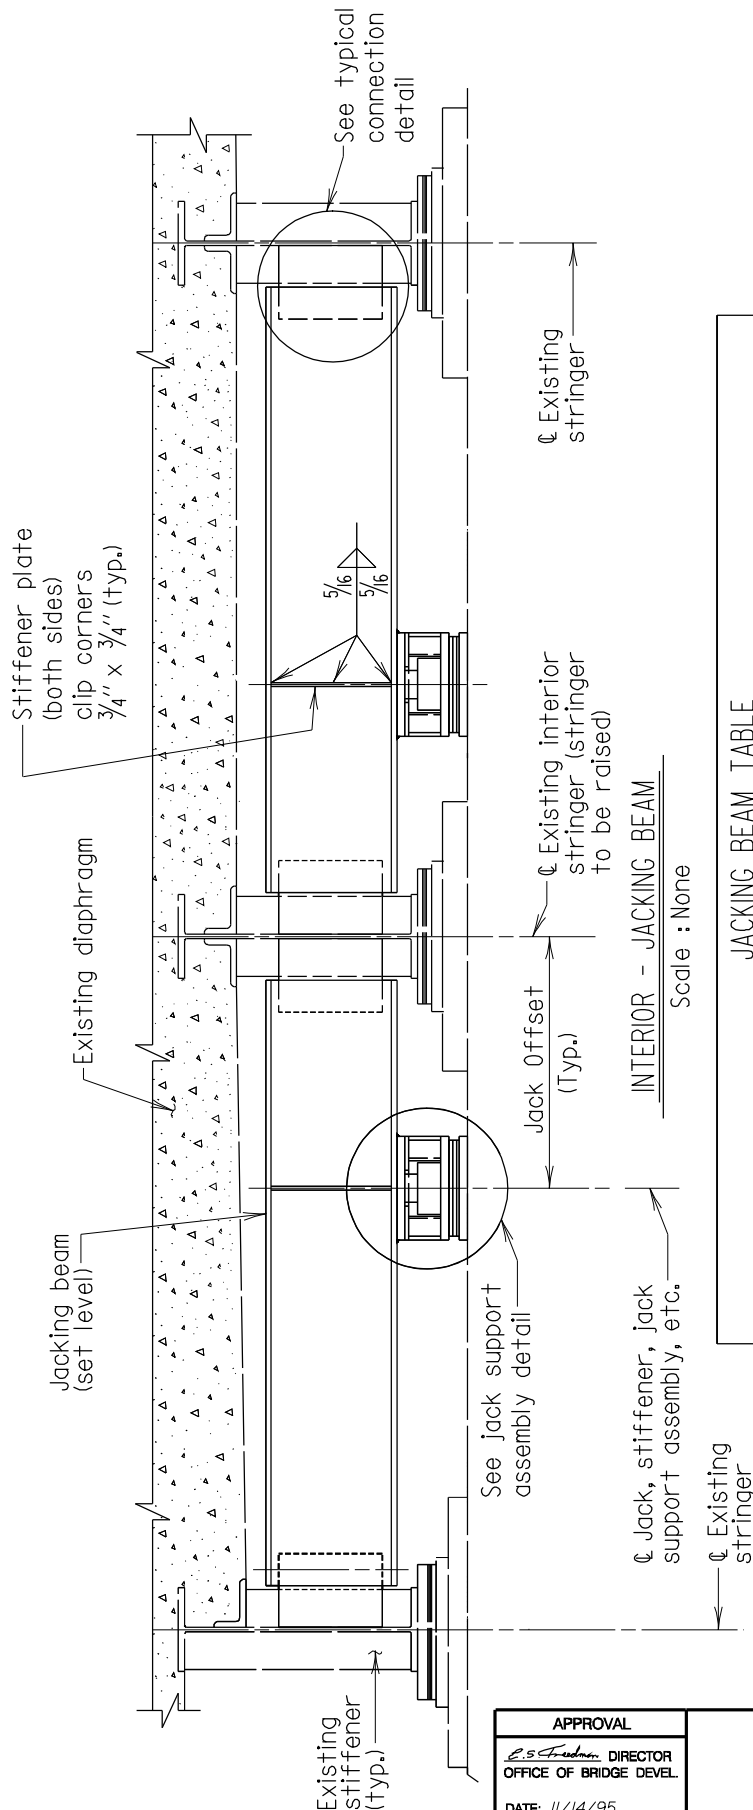 See typical
connection
detail
℄ Existing
stringer
Stiffener plate
(both sides)
clip corners
3/4" x 3/4" (typ.)
5/16
5/16
℄ Existing interior
stringer (stringer
to be raised)
Existing diaphragm
Jack Offset
(Typ.)
INTERIOR - JACKING BEAM
Scale : None
JACKING BEAM TABLE
Jacking beam
(set level)
See jack support
assembly detail
℄ Jack, stiffener, jack
support assembly, etc.
℄ Existing
stringer
Existing
stiffener
(typ.)
APPROVAL
E.S. Freedman DIRECTOR
OFFICE OF BRIDGE DEVEL.
DATE: 11/14/95